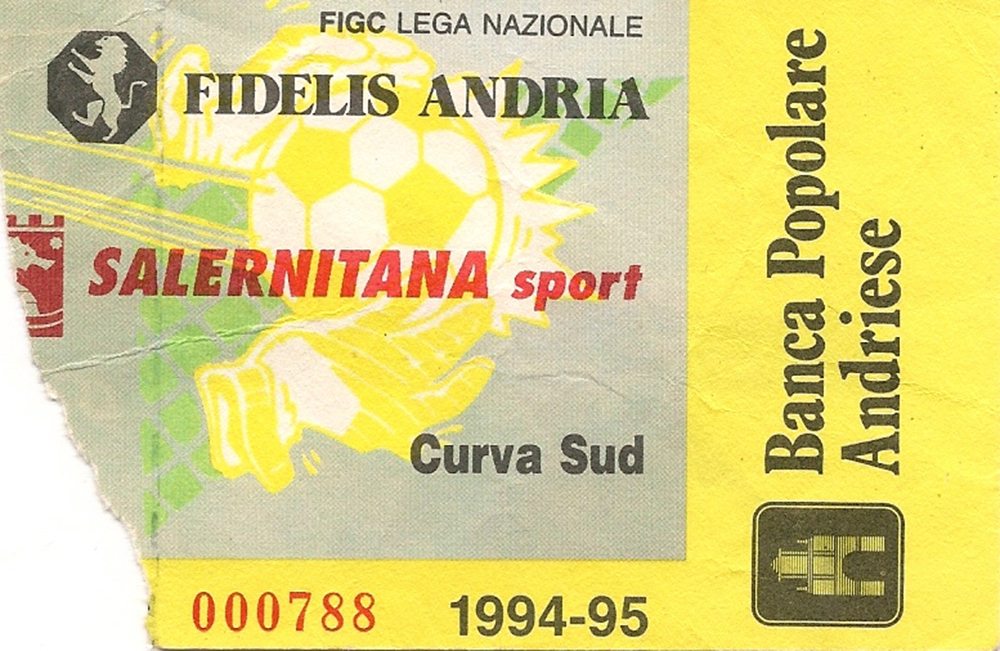 FIGC LEGA NAZIONALE
FIDELIS ANDRIA
SALERNITANA sport
Curva Sud
000788
1994-95
Banca Popolare
Andriese